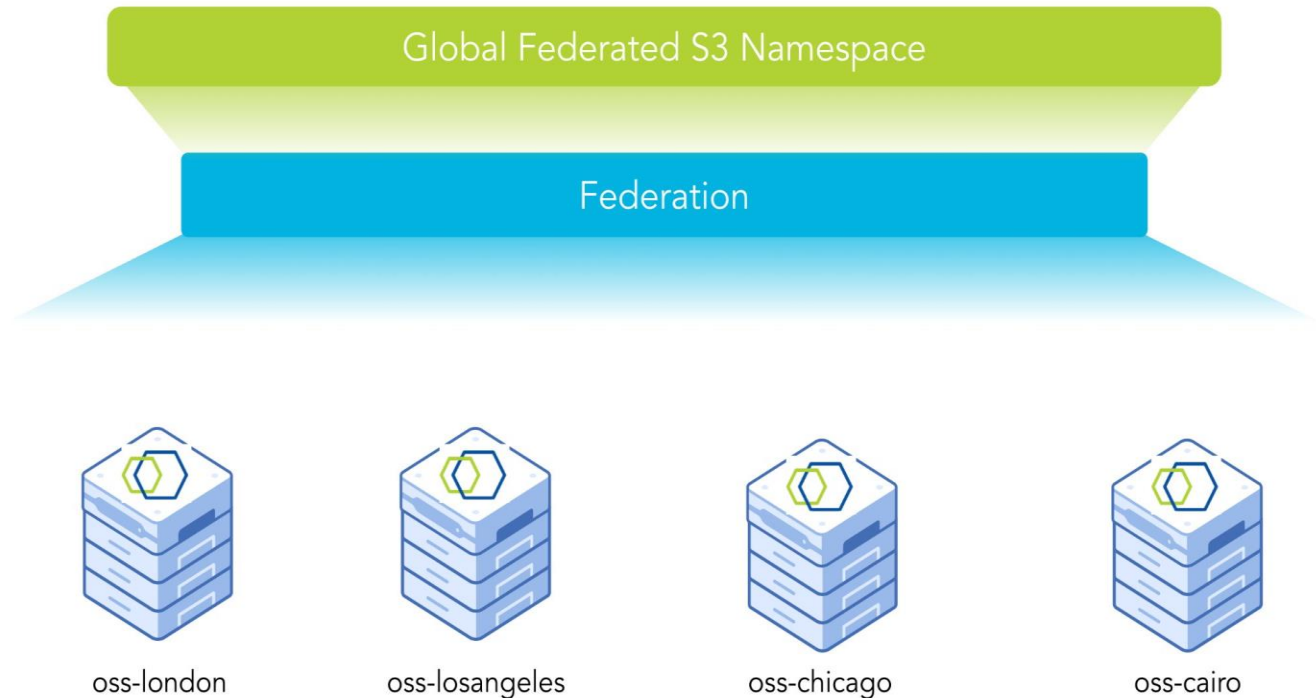 Global Federated S3 Namespace
Federation
oss-london
oss-losangeles
oss-chicago
oss-cairo